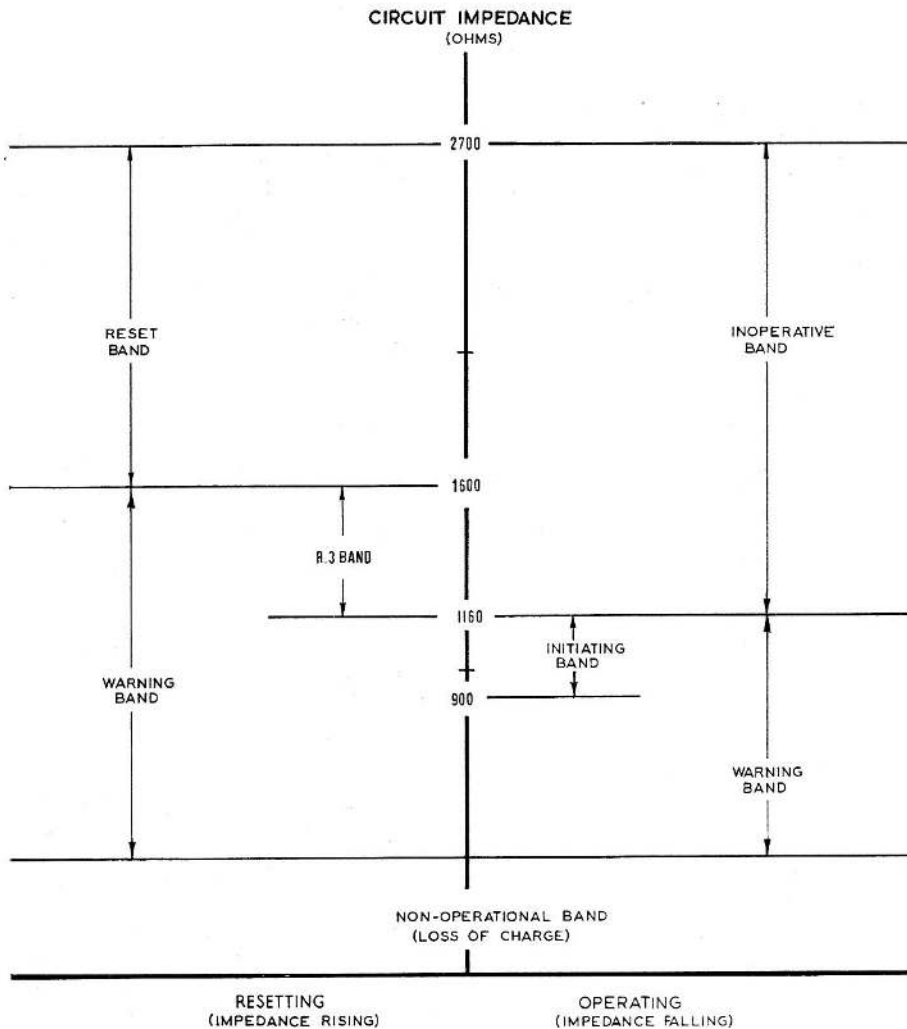 CIRCUIT IMPEDANCE
(OHMS)
2700
RESET
BAND
INOPERATIVE
BAND
1600
R.3 BAND
1160
INITIATING
BAND
WARNING
BAND
900
WARNING
BAND
NON-OPERATIONAL BAND
(LOSS OF CHARGE)
RESETTING
(IMPEDANCE RISING)
OPERATING
(IMPEDANCE FALLING)